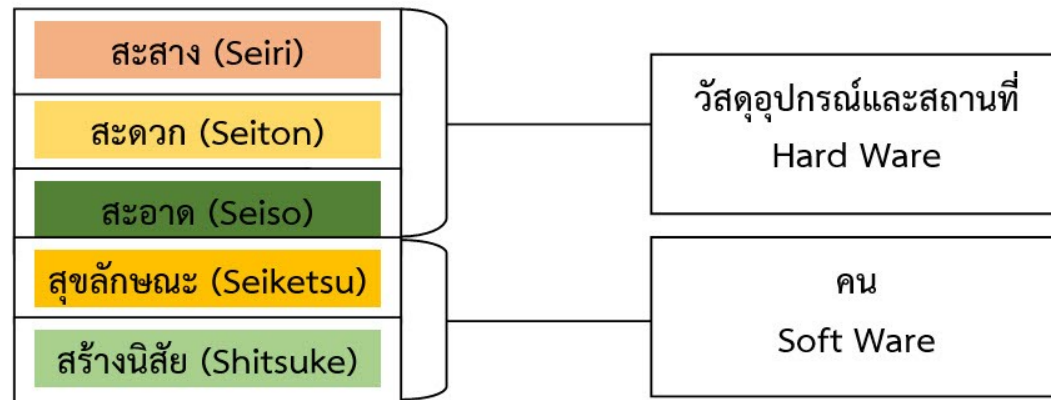 สะสาง (Seiri)
สะดวก (Seiton)
สะอาด (Seiso)
สุขลักษณะ (Seiketsu)
สร้างนิสัย (Shitsuke)
วัสดุอุปกรณ์และสถานที่
Hard Ware
คน
Soft Ware